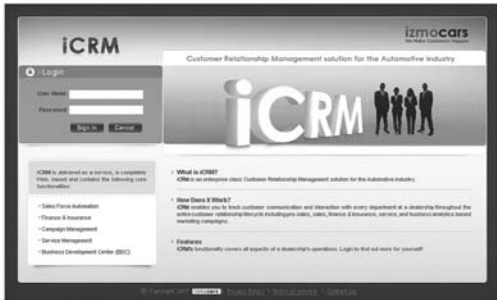 iCRM
izmocars
We Make Customers Happen
Customer Relationship Management solution for the Automotive Industry
Login
User Name
Password
Sign in
Cancel
iCRM
iCRM is delivered as a service, is completely
Web- based and contains the following core
functionalities:
Sales Force Automation
Finance & Insurance
Campaign Management
Service Management
Business Development Center (BDC)
What is iCRM?
iCRM is an enterprise class Customer Relationship Management solution for the Automotive Industry.
How Does it Work?
iCRM enables you to track customer communication and interaction with every department at a dealership throughout the
entire customer relationship lifecycle including pre-sales, sales, finance & insurance, service, and business analytics based
marketing campaigns.
Features
iCRM's functionality covers all aspects of a dealership's operations. Login to find out more for yourself!
© Copyright 2007 izmocars | Privacy Policy | Terms of service | Contact us